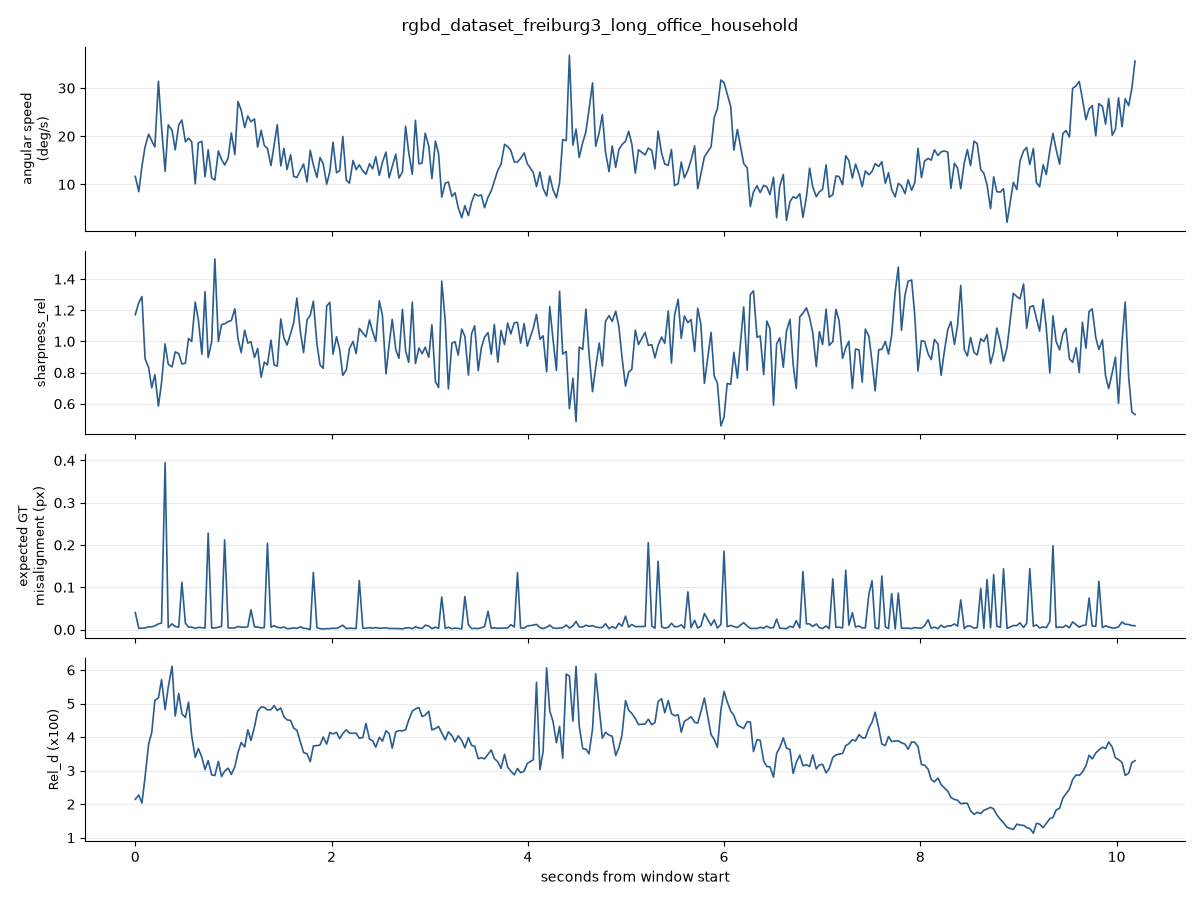 rgbd_dataset_freiburg3_long_office_household
angular speed
(deg/s)
30
20
10
sharpness_rel
1.4
1.2
1.0
0.8
0.6
expected GT
misalignment (px)
0.4
0.3
0.2
0.1
0.0
Rel_d (x100)
6
5
4
3
2
1
0 2 4 6 8 10
seconds from window start